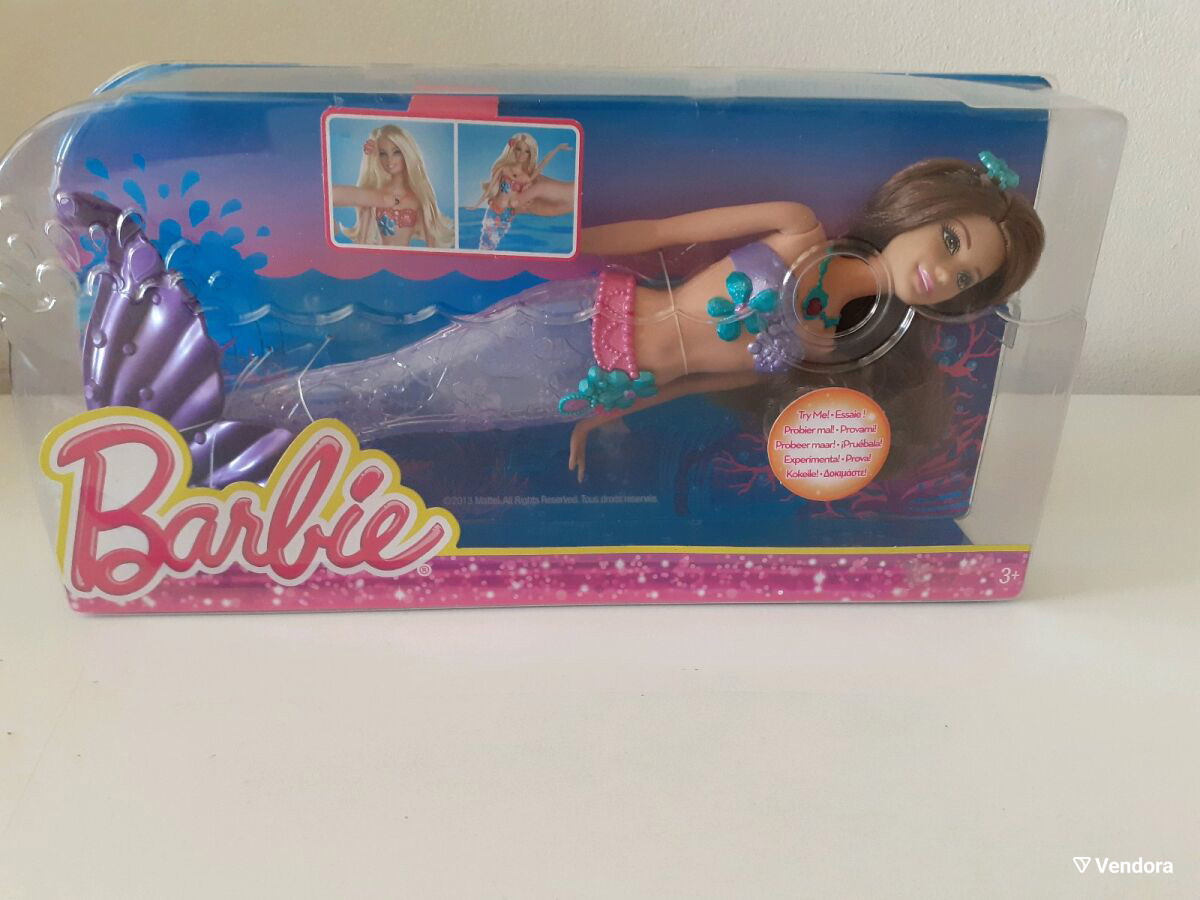 Try Me! • Essaie !
Probier mal! • Provami!
Probeer maar! • ¡Pruébala!
Experimenta! • Prova!
Kokeile! • Δοκιμάστε!
©2013 Mattel. All Rights Reserved. Tous droits réservés.
Barbie®
3+
Vendora